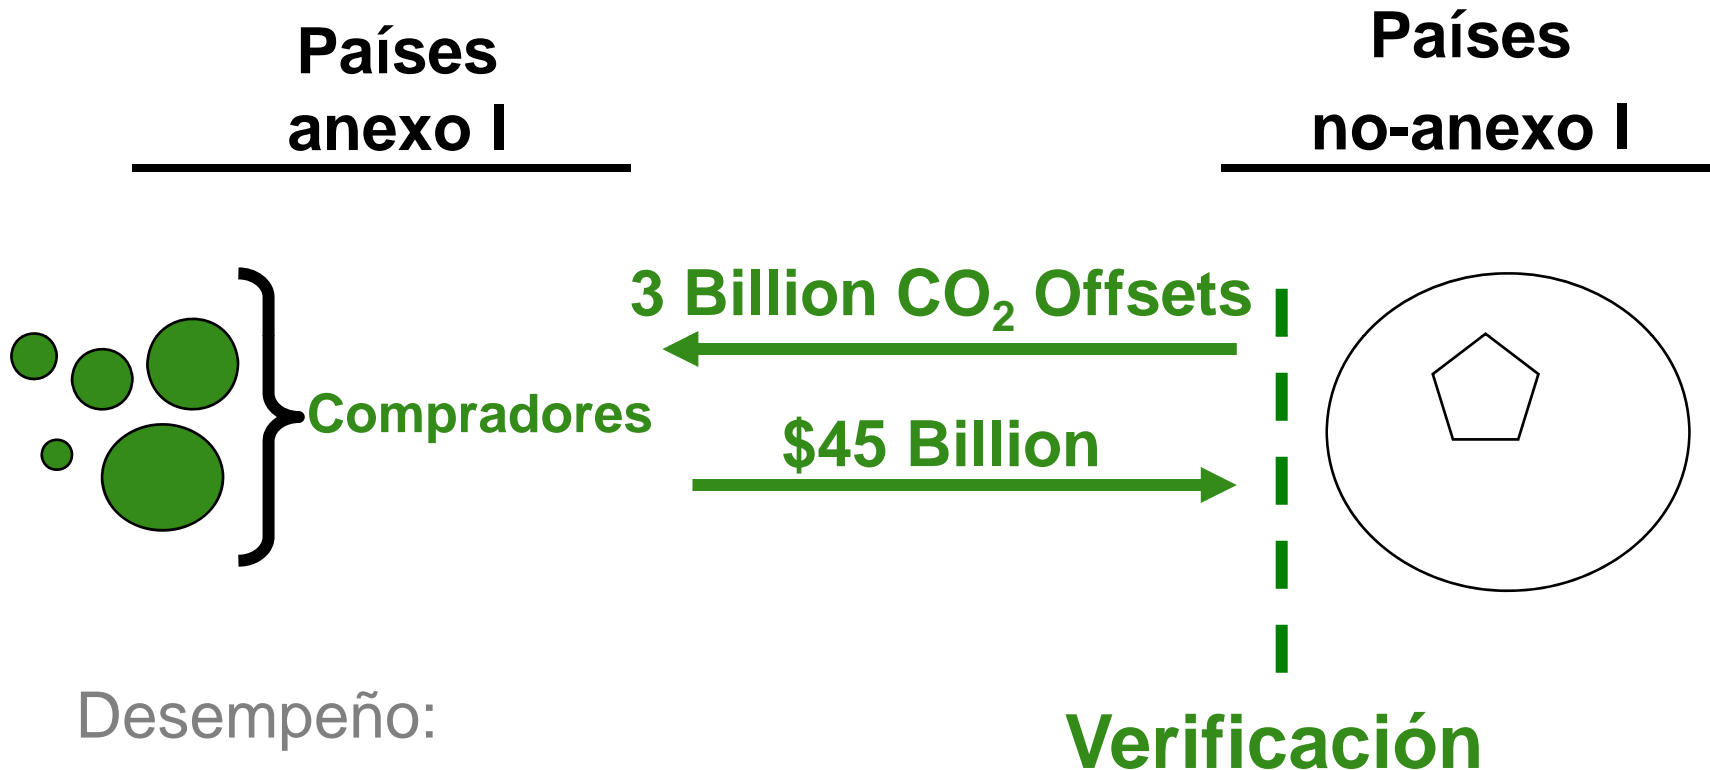 Países
anexo I
Países
no-anexo I
3 Billion CO₂ Offsets
Compradores
$45 Billion
Desempeño:
Verificación